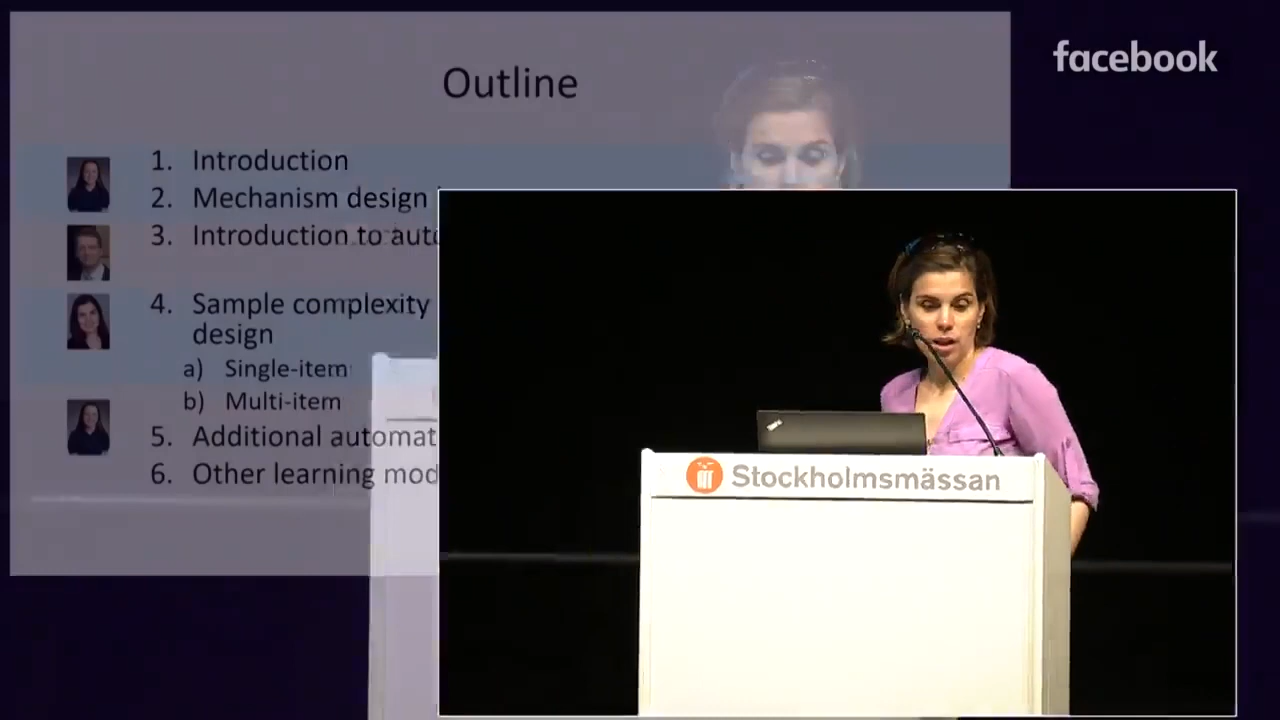 facebook
Outline
1. Introduction
2. Mechanism design
3. Introduction to auto
4. Sample complexity
design
a) Single-item
b) Multi-item
5. Additional automat
6. Other learning mod
Stockholmsmässan